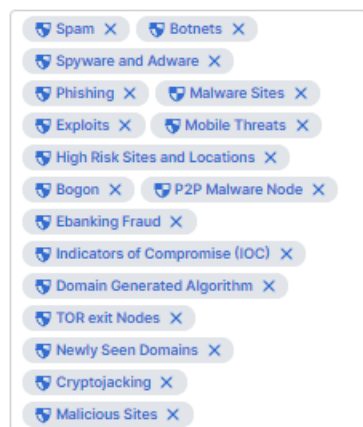 Spam × Botnets ×
Spyware and Adware ×
Phishing × Malware Sites ×
Exploits × Mobile Threats ×
High Risk Sites and Locations ×
Bogon × P2P Malware Node ×
Ebanking Fraud ×
Indicators of Compromise (IOC) ×
Domain Generated Algorithm ×
TOR exit Nodes ×
Newly Seen Domains ×
Cryptojacking ×
Malicious Sites ×